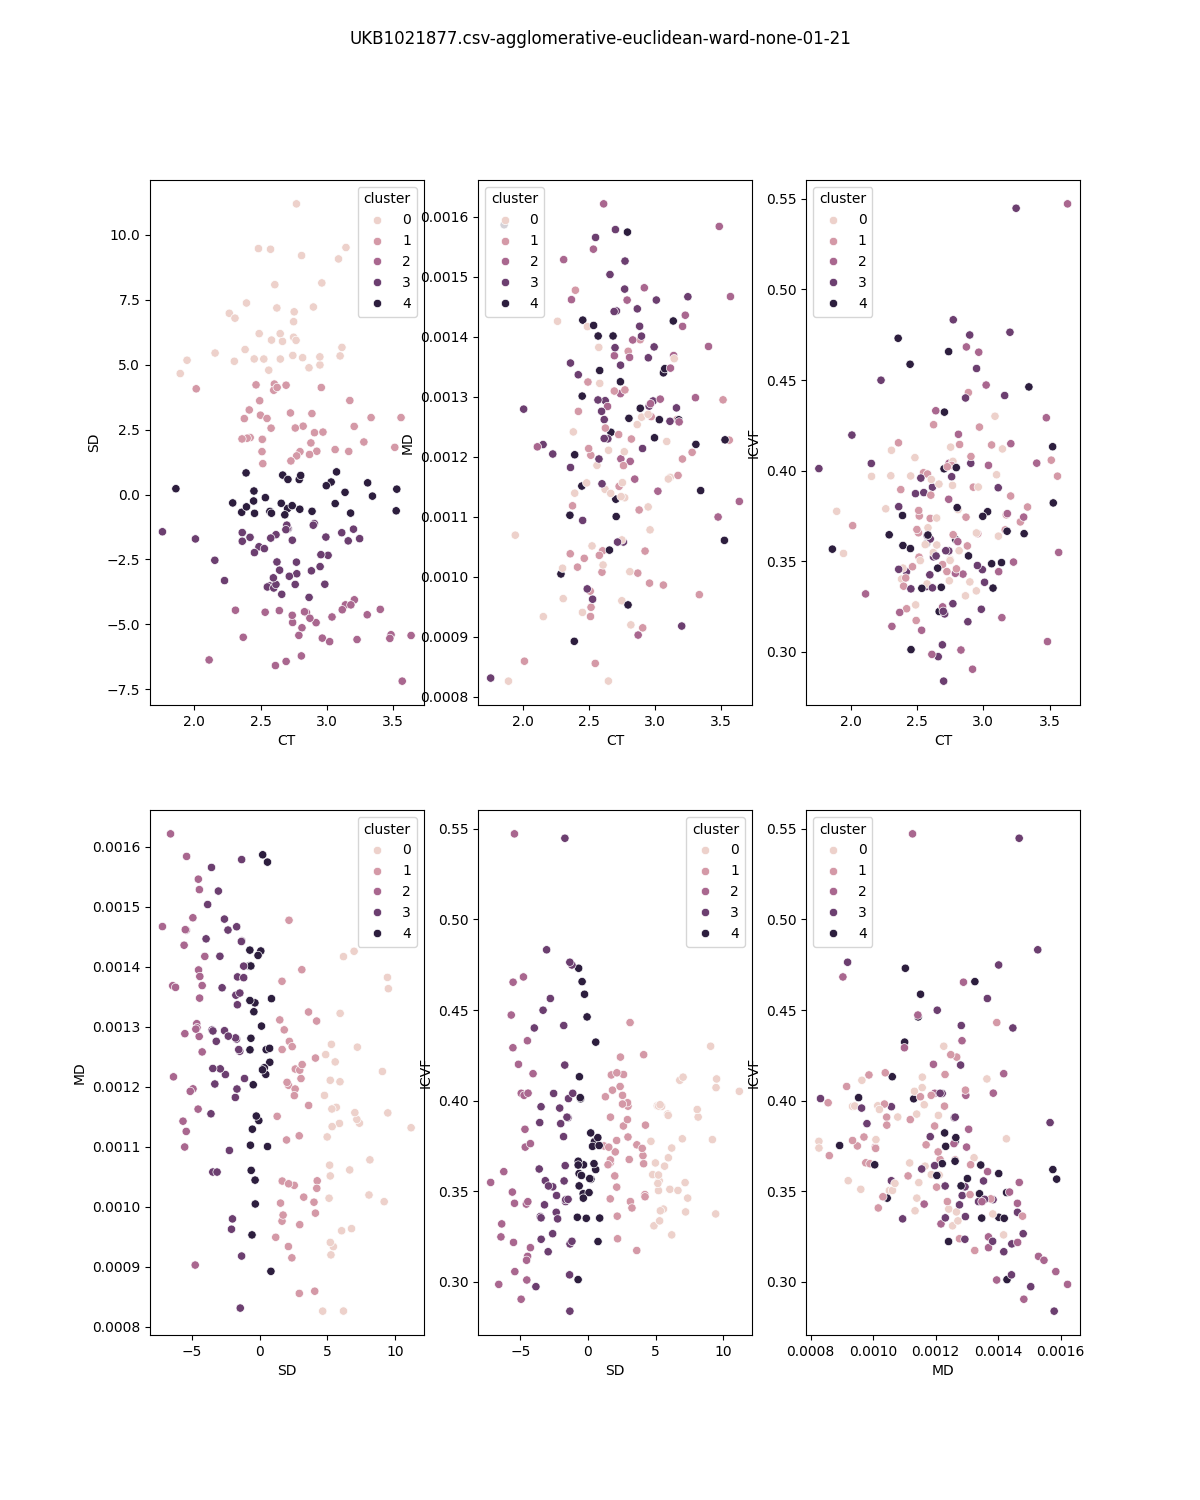 UKB1021877.csv-agglomerative-euclidean-ward-none-01-21
cluster
0
1
2
3
4
10.0
7.5
5.0
2.5
0.0
−2.5
−5.0
−7.5
SD
2.0 2.5 3.0 3.5
CT
cluster
0
1
2
3
4
0.0016
0.0015
0.0014
0.0013
0.0012
0.0011
0.0010
0.0009
0.0008
MD
2.0 2.5 3.0 3.5
CT
cluster
0
1
2
3
4
0.55
0.50
0.45
0.40
0.35
0.30
ICVF
2.0 2.5 3.0 3.5
CT
cluster
0
1
2
3
4
0.0016
0.0015
0.0014
0.0013
0.0012
0.0011
0.0010
0.0009
0.0008
MD
−5 0 5 10
SD
cluster
0
1
2
3
4
0.55
0.50
0.45
0.40
0.35
0.30
ICVF
−5 0 5 10
SD
cluster
0
1
2
3
4
0.55
0.50
0.45
0.40
0.35
0.30
ICVF
0.0008 0.0010 0.0012 0.0014 0.0016
MD